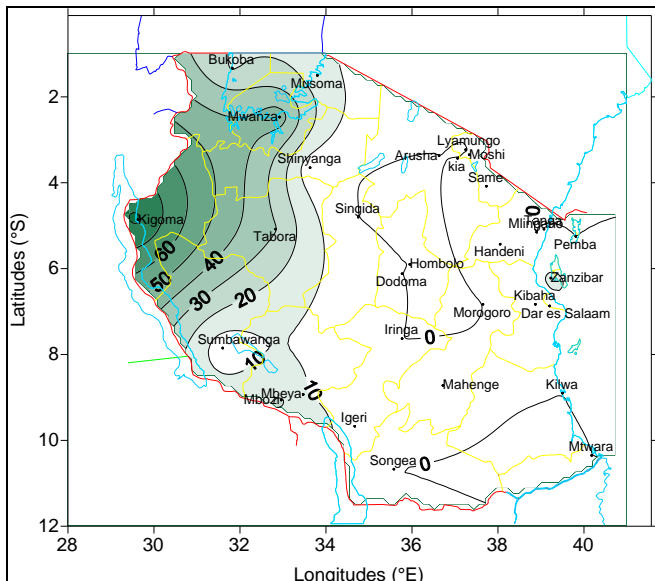 Bukoba
2
Musoma
Mwanza
Lyamungo
Arusha
Moshi
kia
Shinyanga
4
Same
Singida
0
Kigoma
Tanga
Tabora
Pemba
60
40
Handeni
Hombolo
6
Dodoma
Zanzibar
50
30
20
Kibaha
Morogoro
Dar es Salaam
Iringa
0
Sumbawanga
8
10
Mahenge
Mbeya
10
Kilwa
Mbozi
Igeri
Mtwara
10
Songea
0
12
28
30
32
34
36
38
40
Latitudes (°S)
Longitudes (°E)